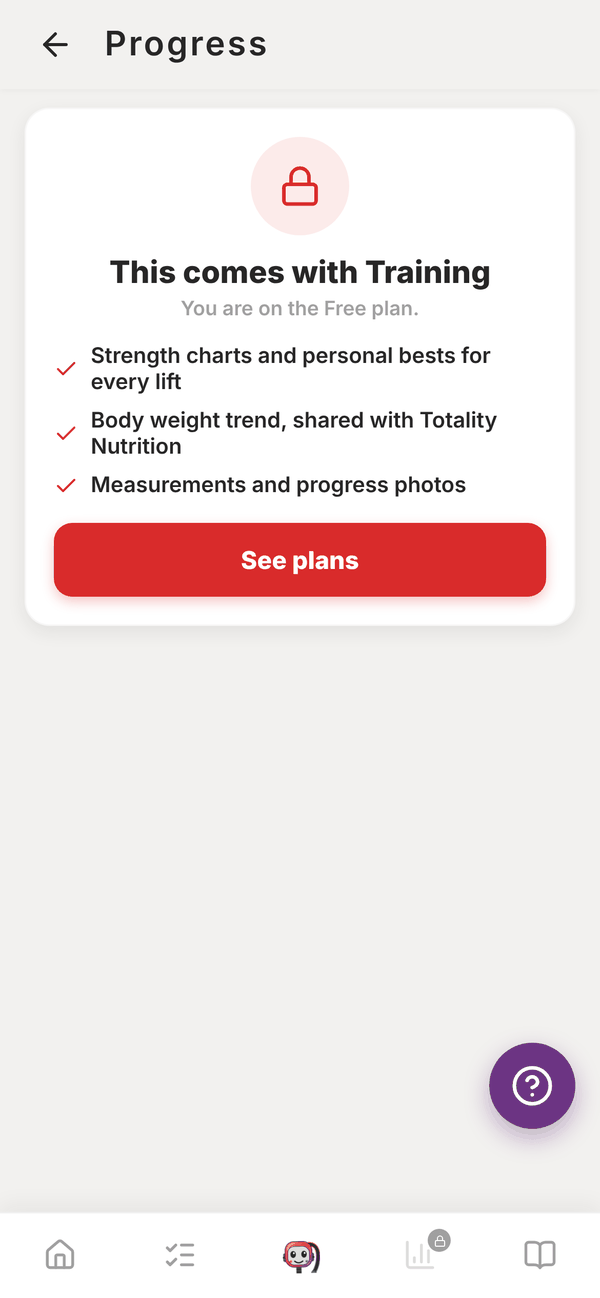 Progress
This comes with Training
You are on the Free plan.
Strength charts and personal bests for
every lift
Body weight trend, shared with Totality
Nutrition
Measurements and progress photos
See plans